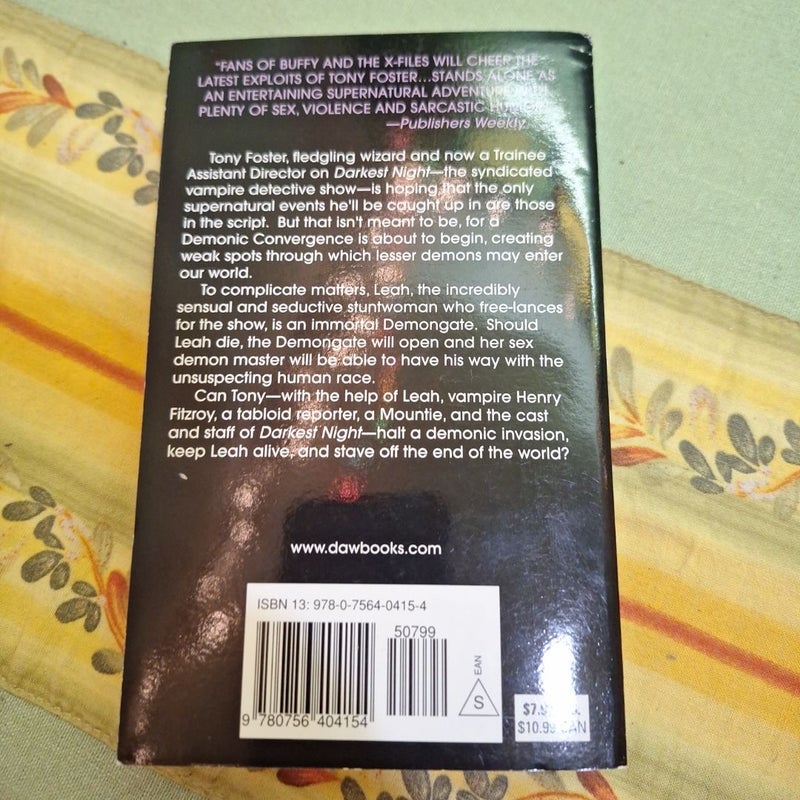 "FANS OF BUFFY AND THE X-FILES WILL CHEER THE
LATEST EXPLOITS OF TONY FOSTER...STANDS ALONE AS
AN ENTERTAINING SUPERNATURAL ADVENTURE WITH
PLENTY OF SEX, VIOLENCE AND SARCASTIC
—Publishers Weekly
Tony Foster, fledgling wizard and now a Trainee
Assistant Director on Darkest Night—the syndicated
vampire detective show—is hoping that the only
supernatural events he'll be caught up in are those
in the script. But that isn't meant to be, for a
Demonic Convergence is about to begin, creating
weak spots through which lesser demons may enter
our world.
To complicate matters, Leah, the incredibly
sensual and seductive stuntwoman who free-lances
for the show, is an immortal Demongate. Should
Leah die, the Demongate will open and her sex
demon master will be able to have his way with the
unsuspecting human race.
Can Tony—with the help of Leah, vampire Henry
Fitzroy, a tabloid reporter, a Mountie, and the cast
and staff of Darkest Night—halt a demonic invasion,
keep Leah alive, and stave off the end of the world?
www.dawbooks.com
ISBN 13: 978-0-7564-0415-4
50799
EAN
S
9 780756 404154
$10.99 CAN